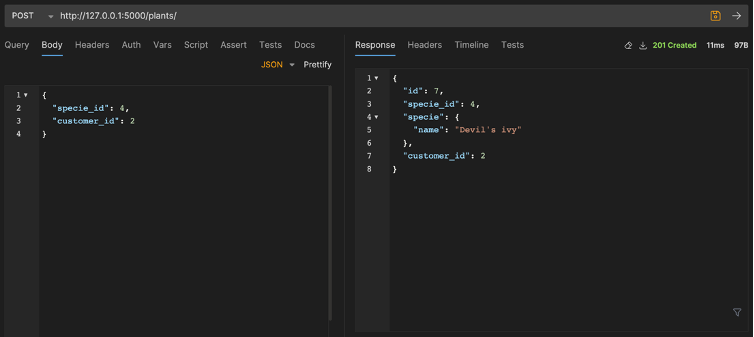 POST http://127.0.0.1:5000/plants/
Query Body Headers Auth Vars Script Assert Tests Docs
JSON Prettify
1 {
2 "specie_id": 4,
3 "customer_id": 2
4 }
Response Headers Timeline Tests 201 Created 11ms 97B
1 {
2 "id": 7,
3 "specie_id": 4,
4 "specie": {
5 "name": "Devil's ivy"
6 },
7 "customer_id": 2
8 }